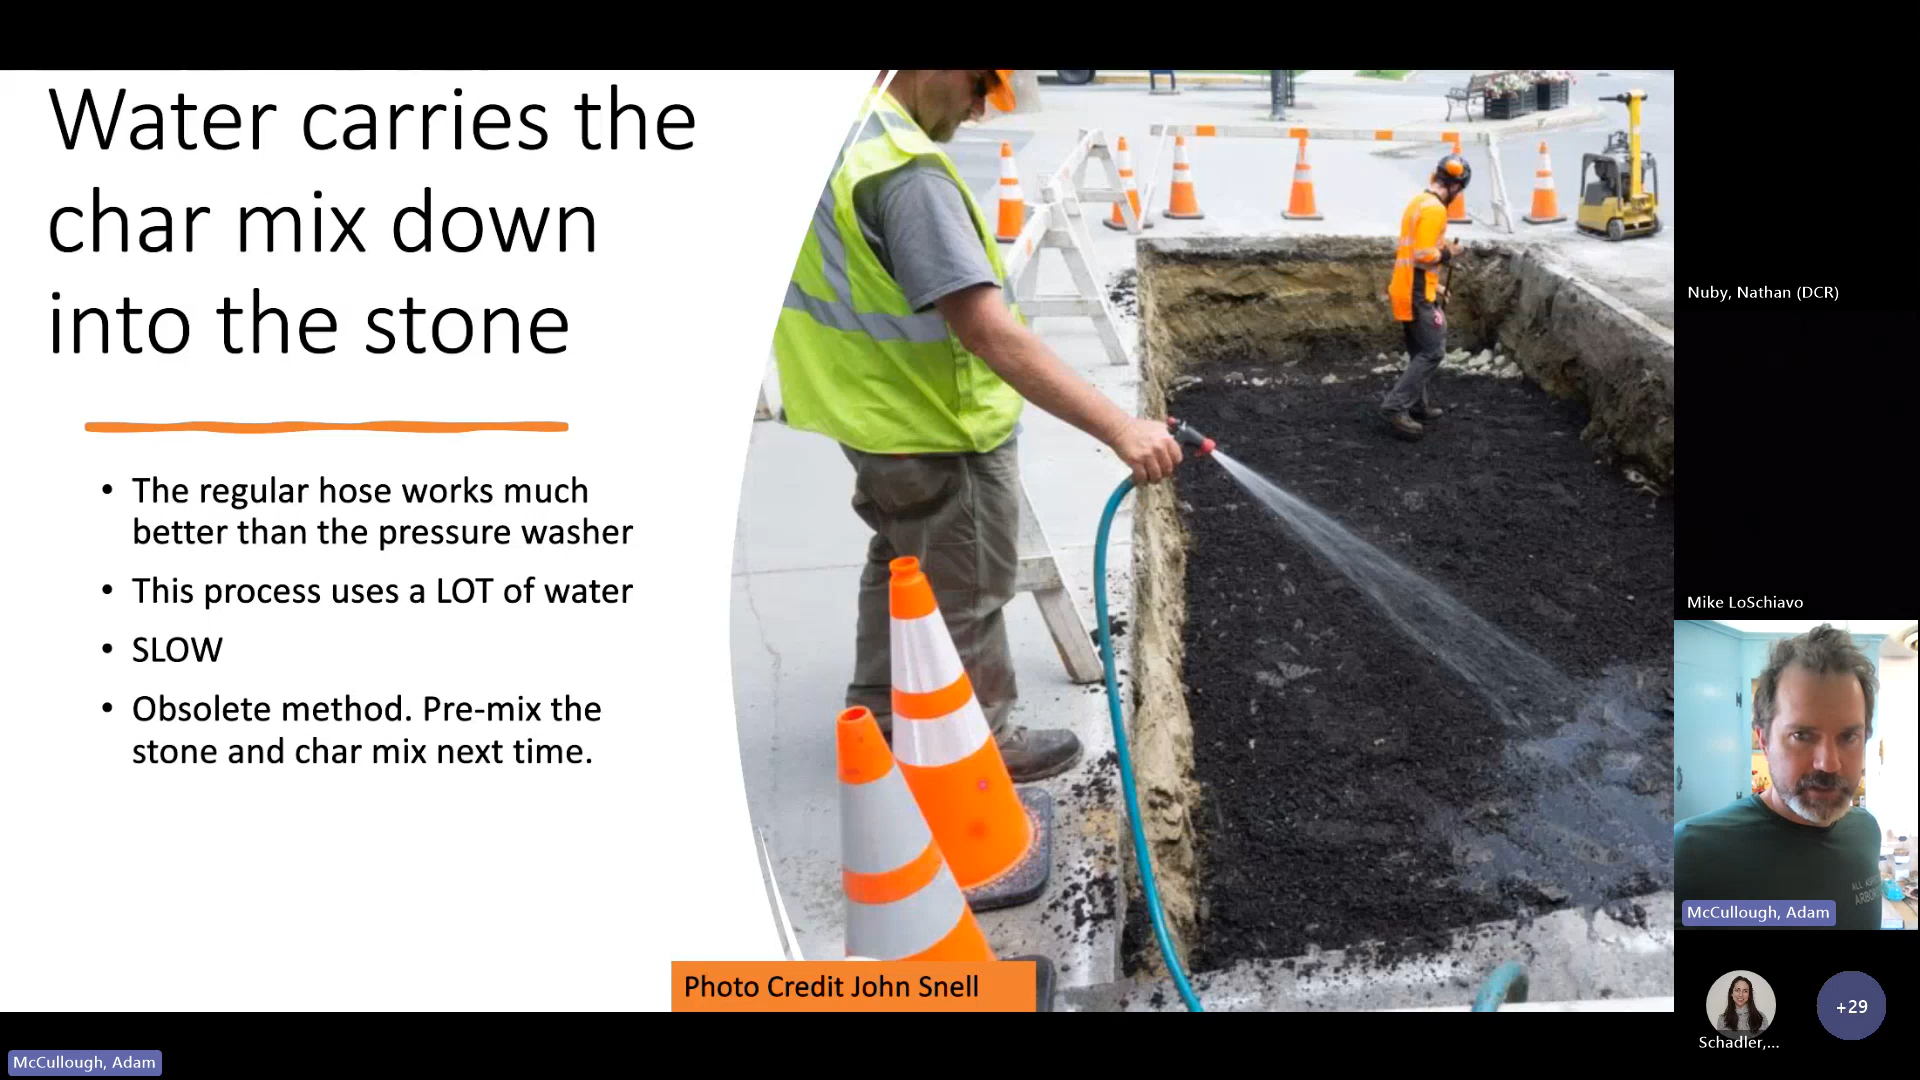 Water carries the
char mix down
into the stone
• The regular hose works much
better than the pressure washer
• This process uses a LOT of water
• SLOW
• Obsolete method. Pre-mix the
stone and char mix next time.
Photo Credit John Snell
Nuby, Nathan (DCR)
Mike LoSchiavo
McCullough, Adam
Schadler,...
+29
McCullough, Adam